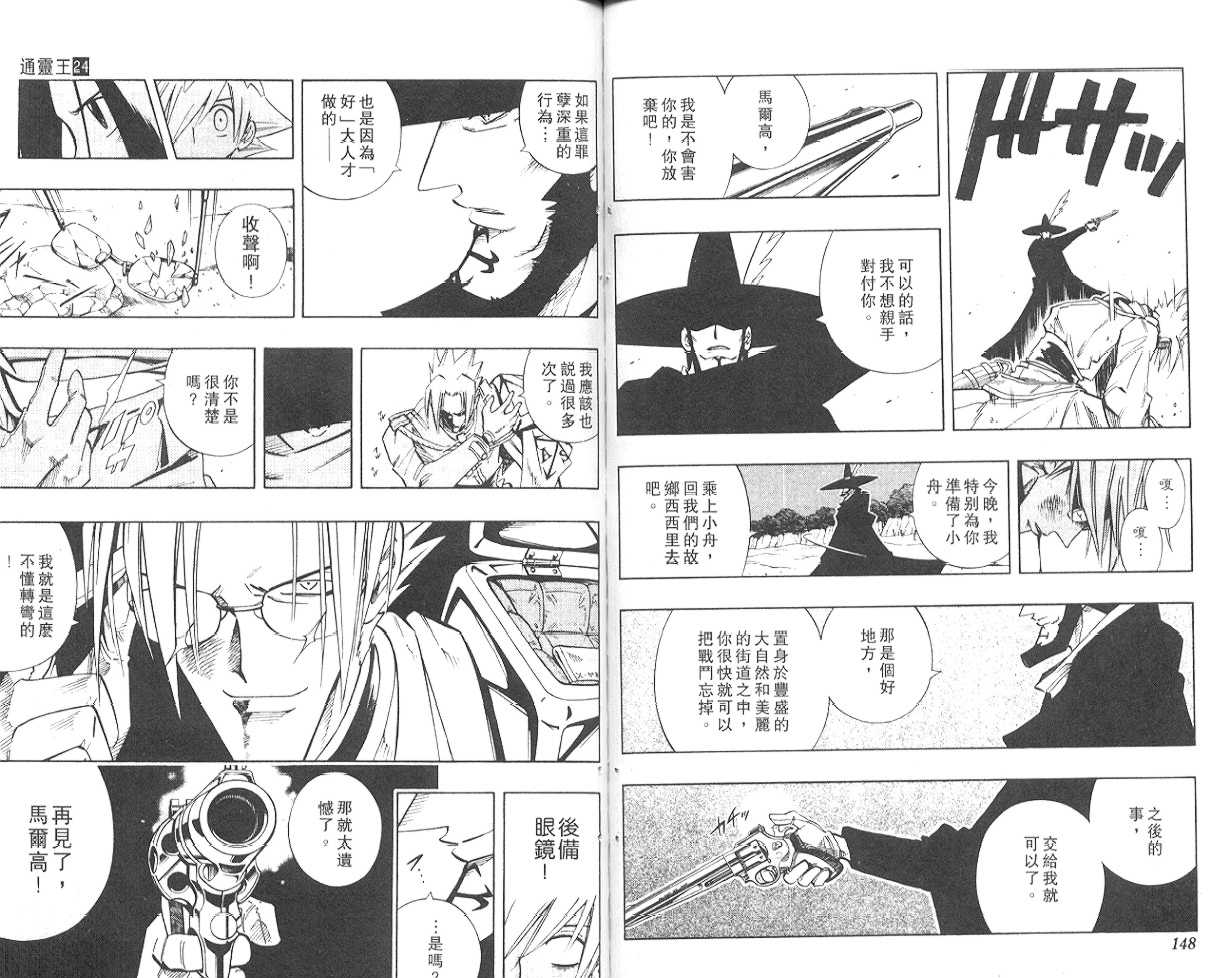 ザザザ
馬爾高，
我是不會害
你的，你放
棄吧！
可以的話，
我不想親手
對付你。
嗄…
嗄…
今晚，我
特別為你
準備了小
舟。
乘上小舟，
回我們的故
鄉西西里去
吧。
那是個好
地方，
置身於豐盛的
大自然和美麗
的街道之中，
你很快就可以
把戰鬥忘掉。
之後的
事，
交給我就
可以了。
カチッ
148
通靈王24
如果這罪
孽深重的
行為…
也是因為「
好」大人才
做的──
收聲啊！
我應該也
説過很多
次了。
你不是
很清楚
嗎？
我就是這麼
不懂轉彎的
！
後備
眼鏡！
…是嗎？
那就太遺
憾了。
再見了，
馬爾高！